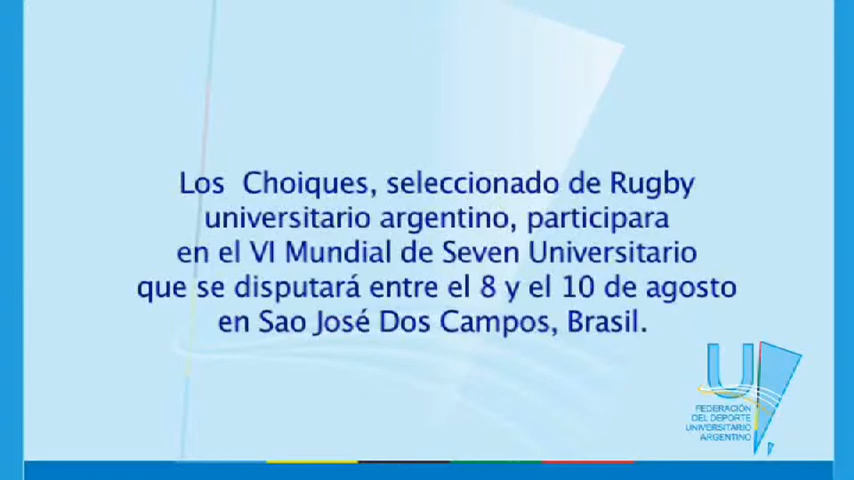 Los Choiques, seleccionado de Rugby
universitario argentino, participara
en el VI Mundial de Seven Universitario
que se disputará entre el 8 y el 10 de agosto
en Sao José Dos Campos, Brasil.
U
FEDERACIÓN
DEL DEPORTE
UNIVERSITARIO
ARGENTINO